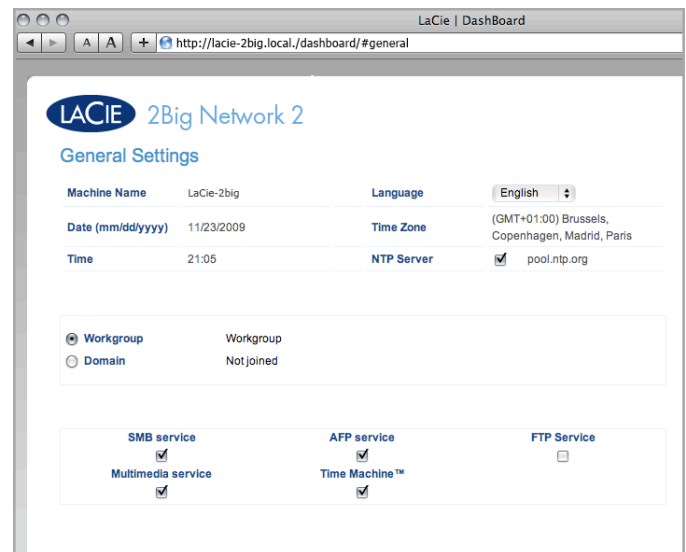 LaCie | DashBoard
A A + http://lacie-2big.local./dashboard/#general
LACIE 2Big Network 2
General Settings
Machine Name LaCie-2big Language English
Date (mm/dd/yyyy) 11/23/2009 Time Zone (GMT+01:00) Brussels,
Copenhagen, Madrid, Paris
Time 21:05 NTP Server pool.ntp.org
Workgroup Workgroup
Domain Not joined
SMB service AFP service FTP Service
Multimedia service Time Machine™